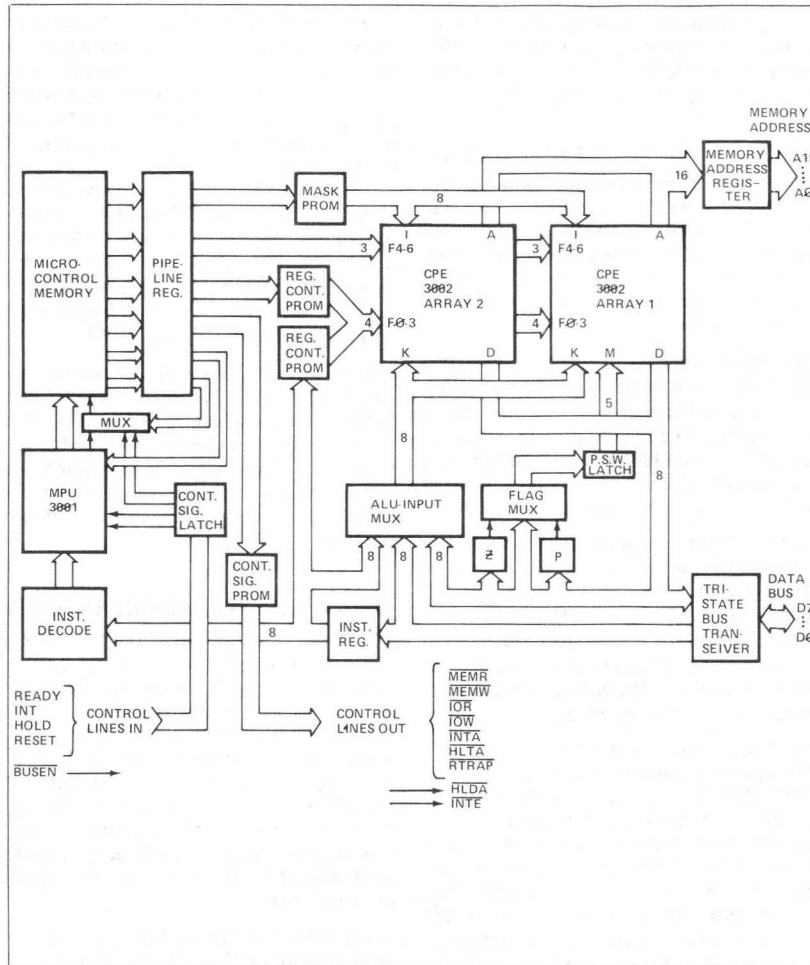 MEMORY
ADDRESS
MEMORY
ADDRESS
REGIS-
TER
16
AØ
MASK
PROM
8
MICRO-
CONTROL
MEMORY
PIPE-
LINE
REG.
I
A
F4-6
3
CPE
3002
ARRAY 2
FØ-3
4
K
D
3
4
I
A
F4-6
CPE
3002
ARRAY 1
FØ-3
K
M
D
REG.
CONT.
PROM
REG.
CONT.
PROM
MUX
8
5
8
P.S.W.
LATCH
MPU
3001
CONT.
SIG.
LATCH
ALU-INPUT
MUX
FLAG
MUX
8
8
8
Z
P
CONT.
SIG.
PROM
INST.
DECODE
8
INST.
REG.
TRI-
STATE
BUS
TRAN-
SEIVER
DATA
BUS
D7
DØ
READY
INT
HOLD
RESET
CONTROL
LINES IN
BUSEN
CONTROL
LINES OUT
MEMR
MEMW
IOR
IOW
INTA
HLTA
RTRAP
HLDA
INTE